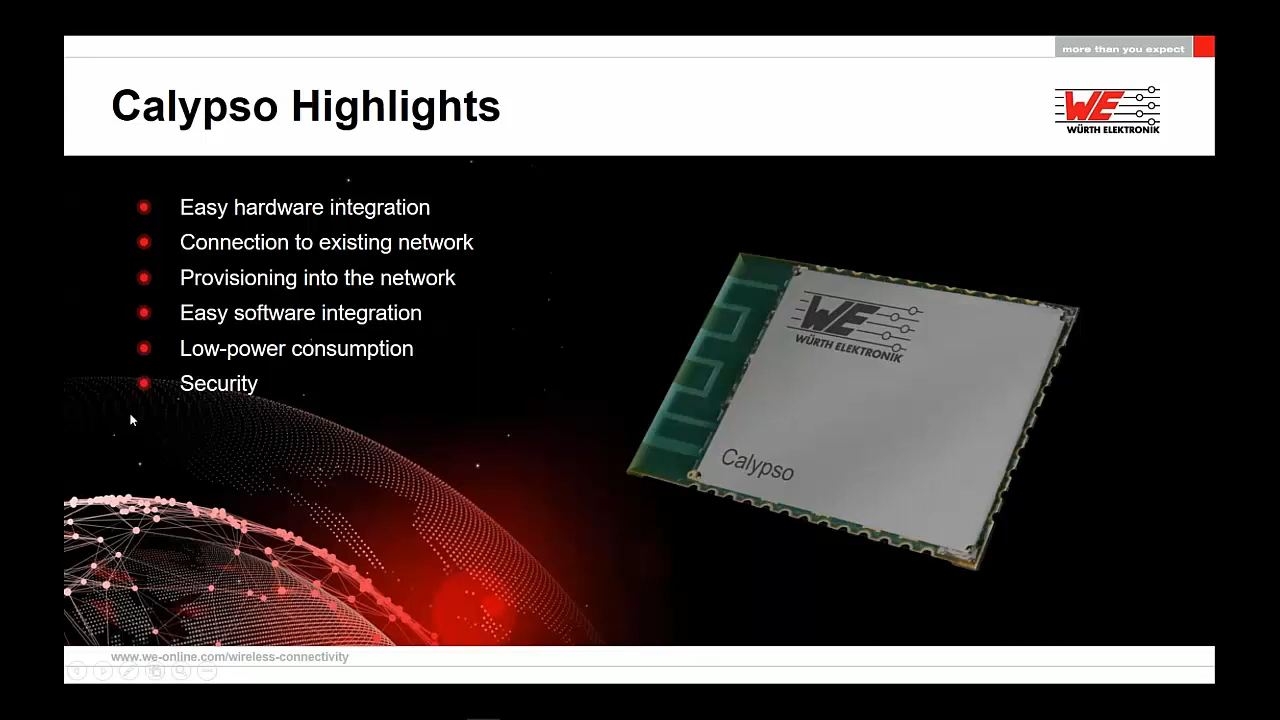 more than you expect
Calypso Highlights
WE
WÜRTH ELEKTRONIK
Easy hardware integration
Connection to existing network
Provisioning into the network
Easy software integration
Low-power consumption
Security
WE
WÜRTH ELEKTRONIK
Calypso
www.we-online.com/wireless-connectivity